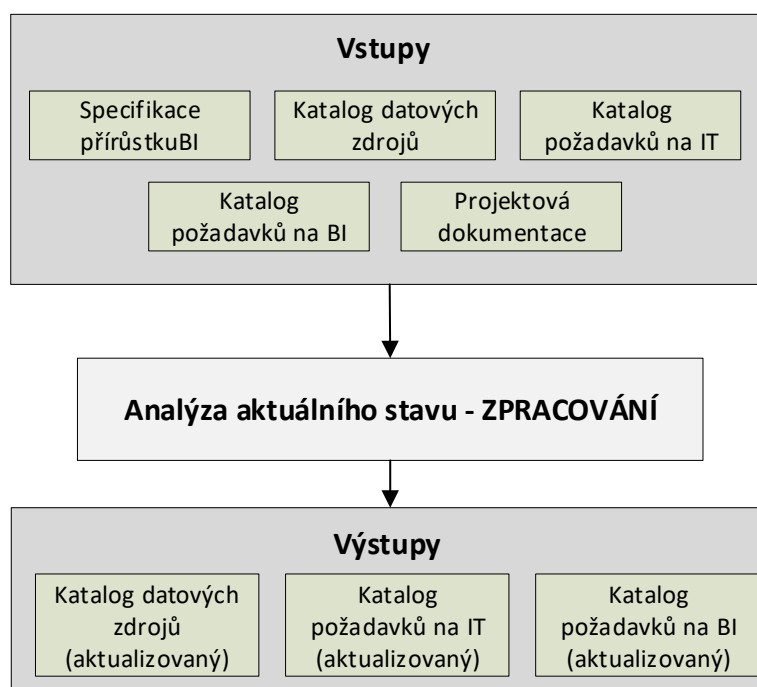 Vstupy
Specifikace
přírůstkuBI
Katalog datových
zdrojů
Katalog
požadavků na IT
Katalog
požadavků na BI
Projektová
dokumentace
Analýza aktuálního stavu - ZPRACOVÁNÍ
Výstupy
Katalog datových
zdrojů
(aktualizovaný)
Katalog
požadavků na IT
(aktualizovaný)
Katalog
požadavků na BI
(aktualizovaný)